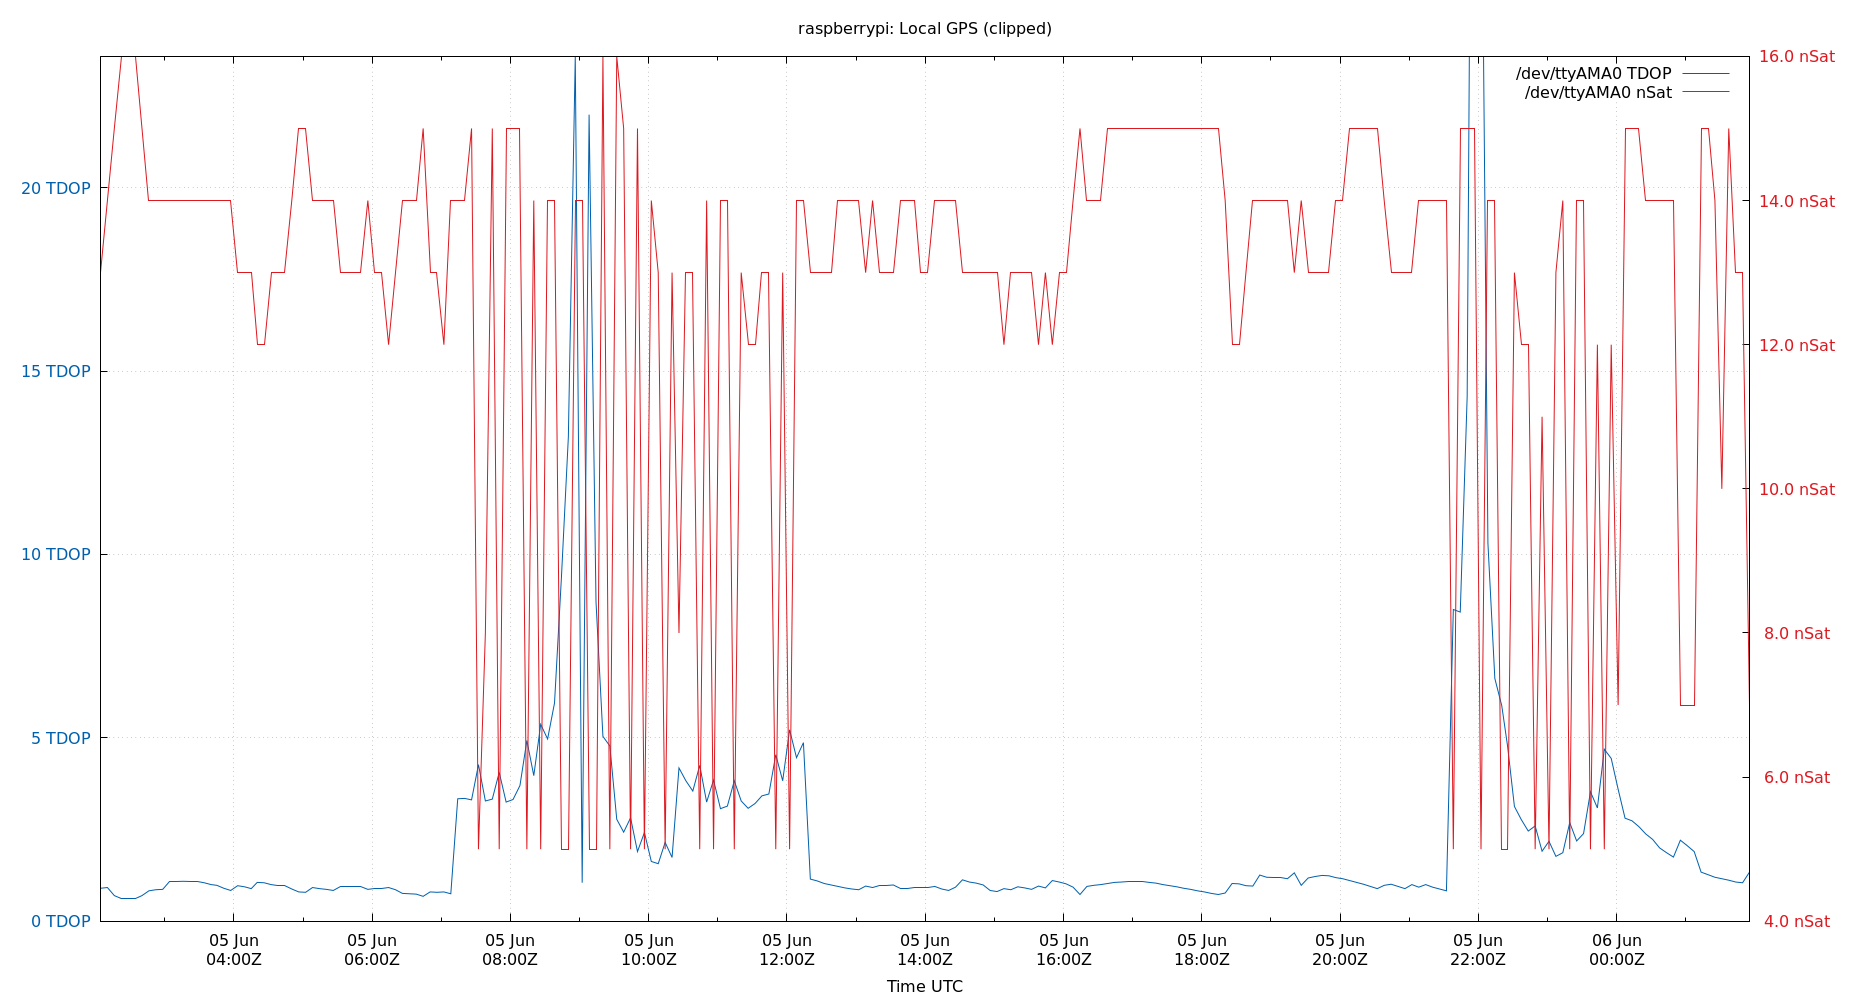 raspberrypi: Local GPS (clipped)
/dev/ttyAMA0 TDOP
/dev/ttyAMA0 nSat
20 TDOP
15 TDOP
10 TDOP
5 TDOP
0 TDOP
16.0 nSat
14.0 nSat
12.0 nSat
10.0 nSat
8.0 nSat
6.0 nSat
4.0 nSat
05 Jun 05 Jun 05 Jun 05 Jun 05 Jun 05 Jun 05 Jun 05 Jun 05 Jun 05 Jun 06 Jun
04:00Z 06:00Z 08:00Z 10:00Z 12:00Z 14:00Z 16:00Z 18:00Z 20:00Z 22:00Z 00:00Z
Time UTC